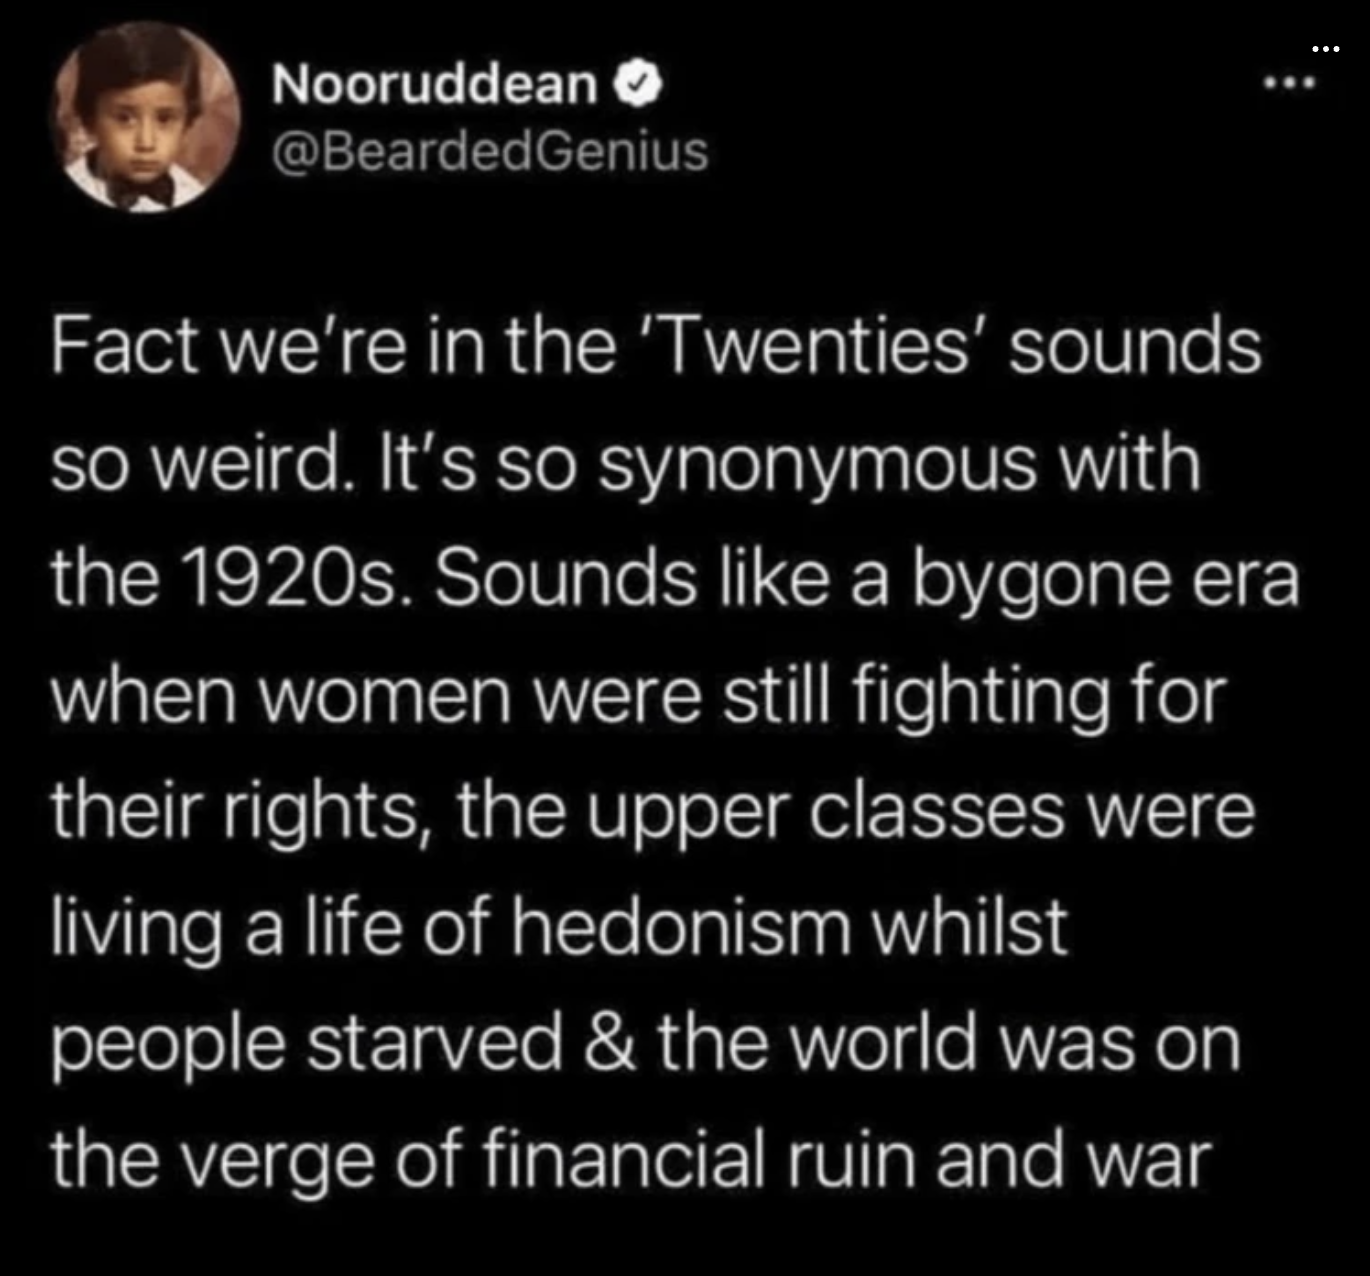 Nooruddean
@BeardedGenius
Fact we're in the 'Twenties' sounds
so weird. It's so synonymous with
the 1920s. Sounds like a bygone era
when women were still fighting for
their rights, the upper classes were
living a life of hedonism whilst
people starved & the world was on
the verge of financial ruin and war